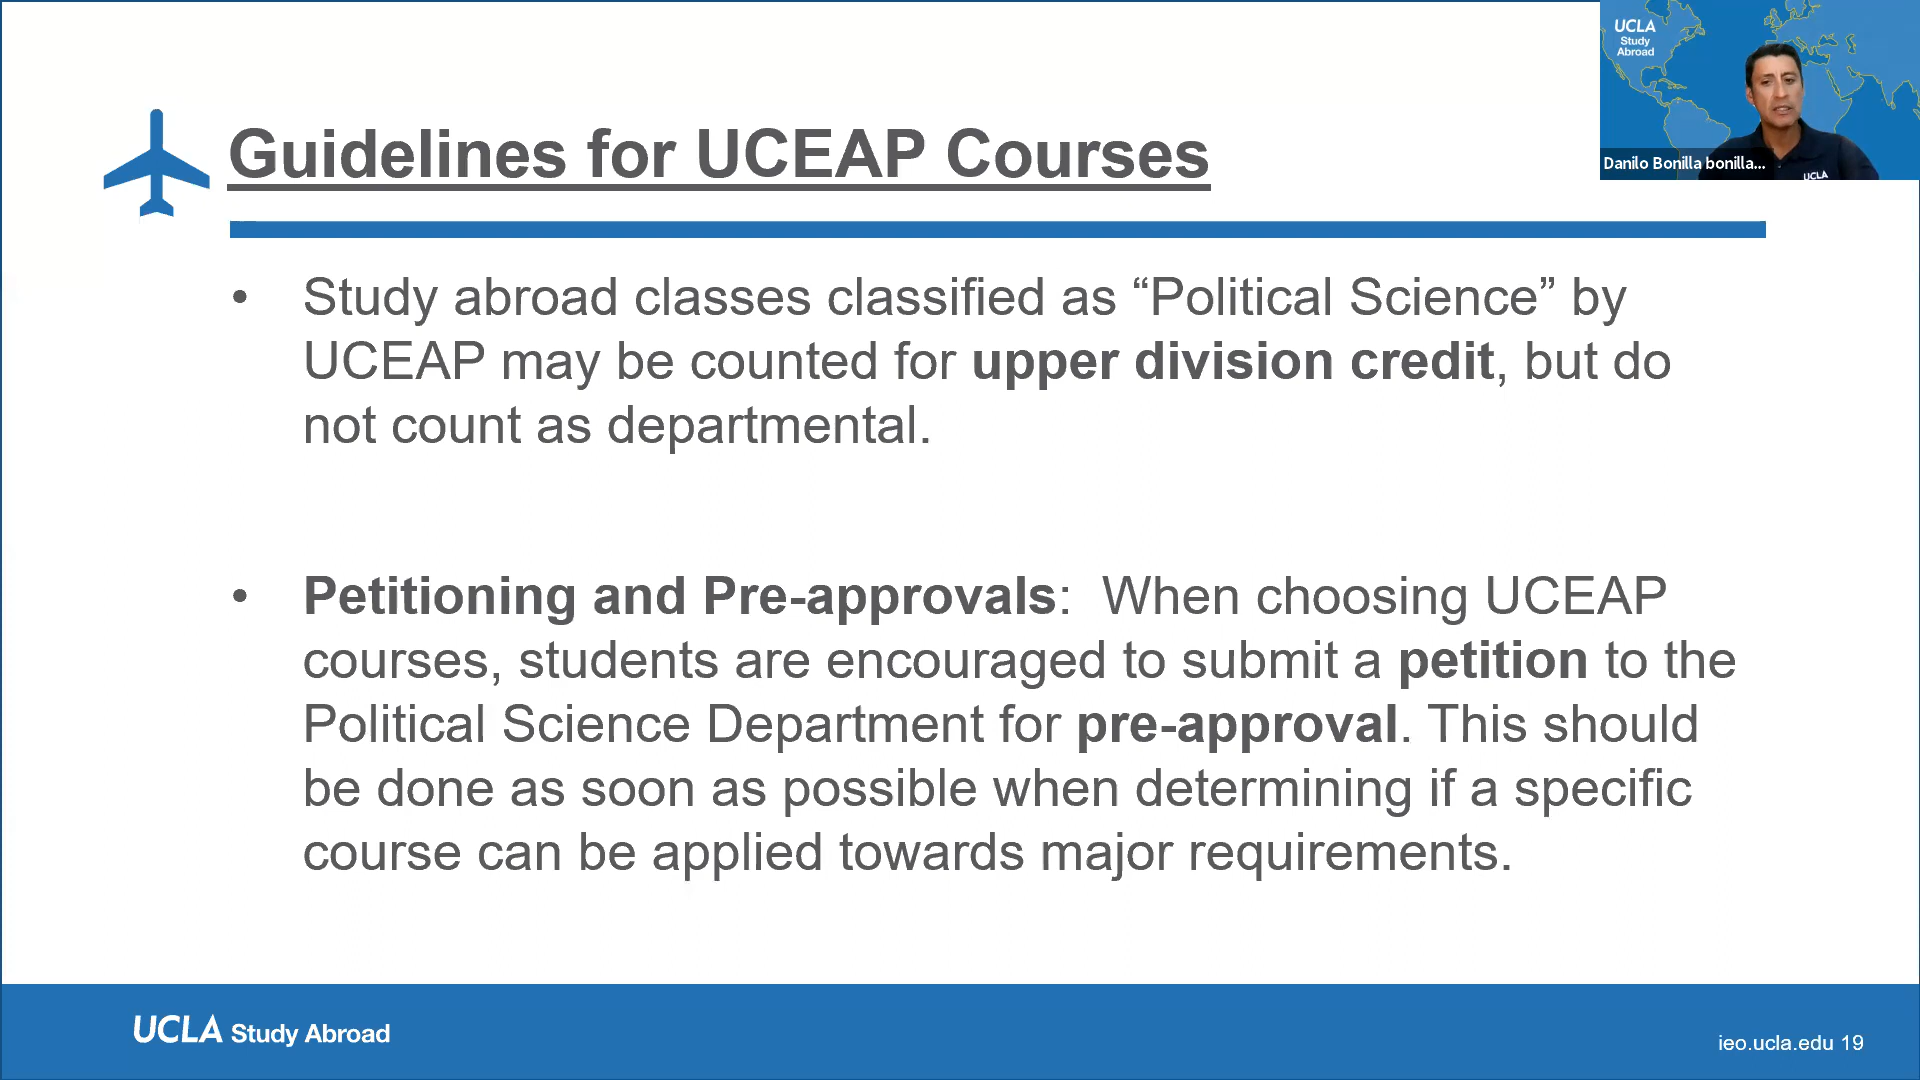 UCLA
Study
Abroad
Danilo Bonilla bonilla...
UCLA
Guidelines for UCEAP Courses
• Study abroad classes classified as “Political Science” by
UCEAP may be counted for upper division credit, but do
not count as departmental.
• Petitioning and Pre-approvals:  When choosing UCEAP
courses, students are encouraged to submit a petition to the
Political Science Department for pre-approval. This should
be done as soon as possible when determining if a specific
course can be applied towards major requirements.
UCLA Study Abroad
ieo.ucla.edu 19